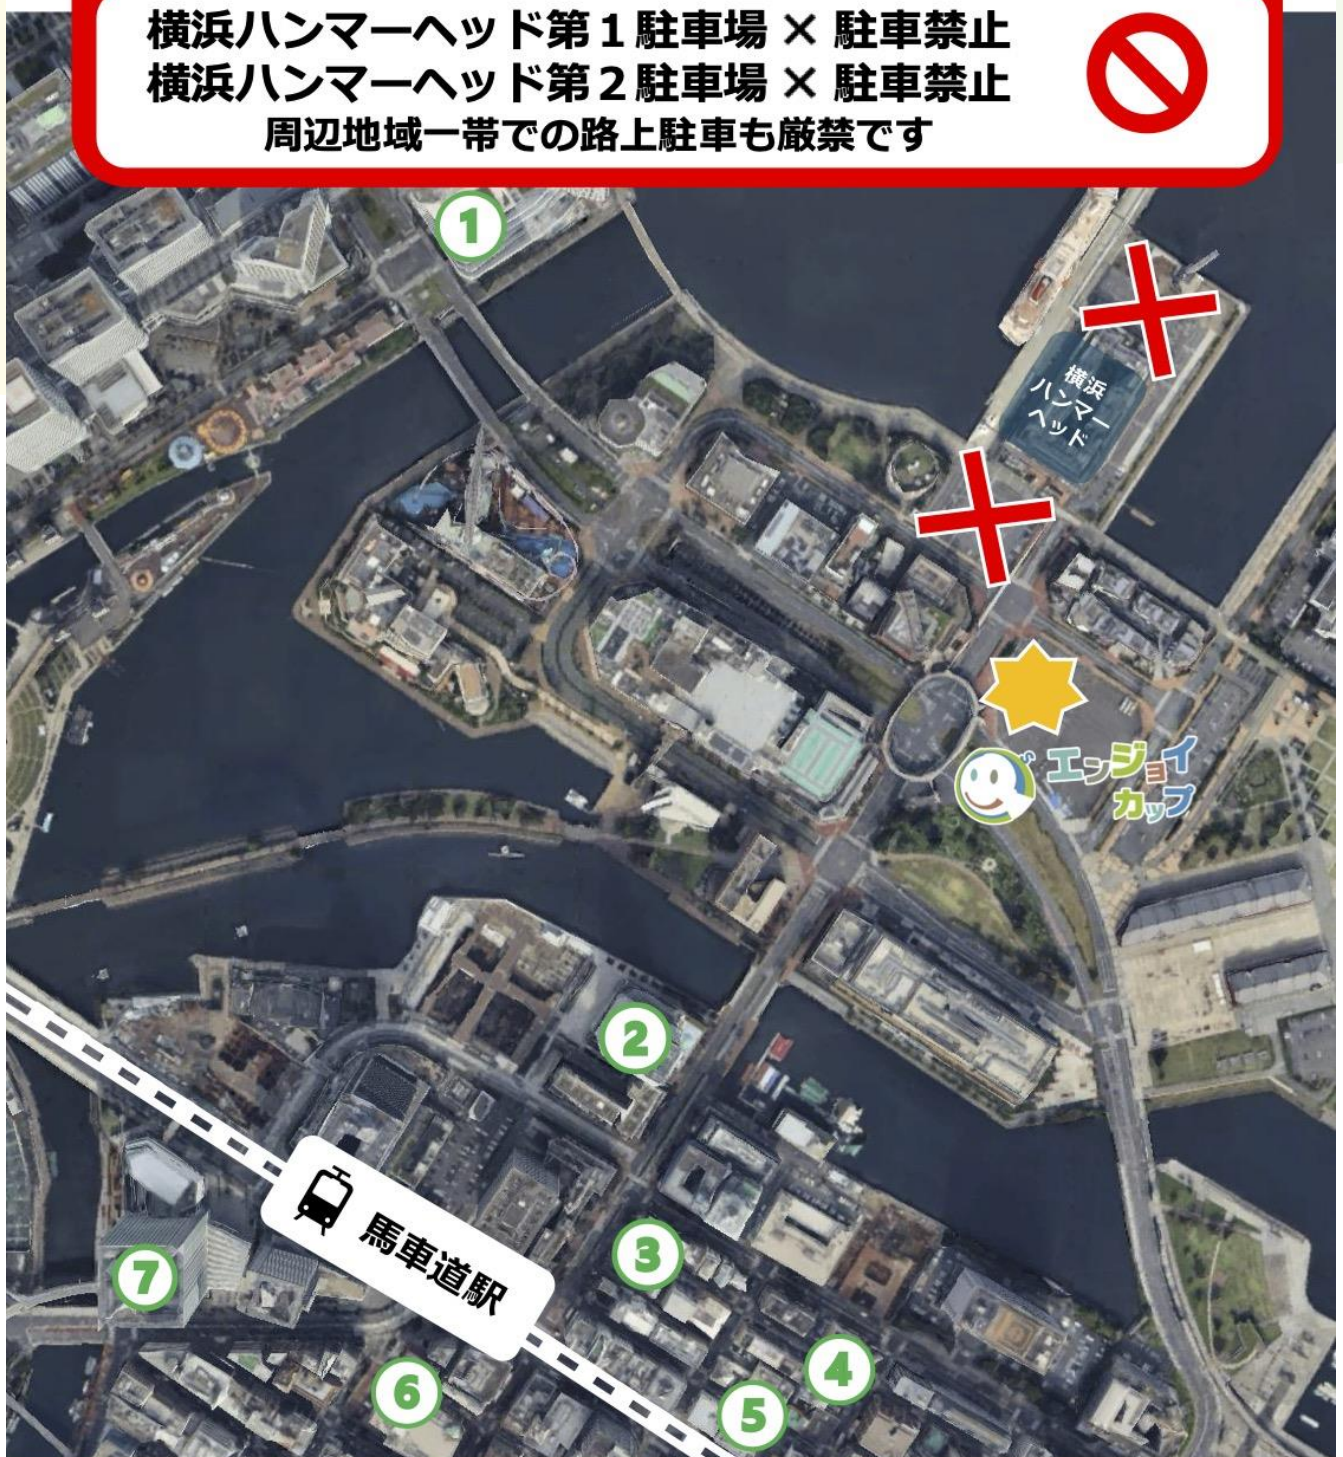 横浜ハンマーヘッド第1駐車場 × 駐車禁止
横浜ハンマーヘッド第2駐車場 × 駐車禁止
周辺地域一帯での路上駐車も厳禁です
1
横浜
ハンマー
ヘッド
エンジョイ
カップ
2
馬車道駅
3
7
4
6
5